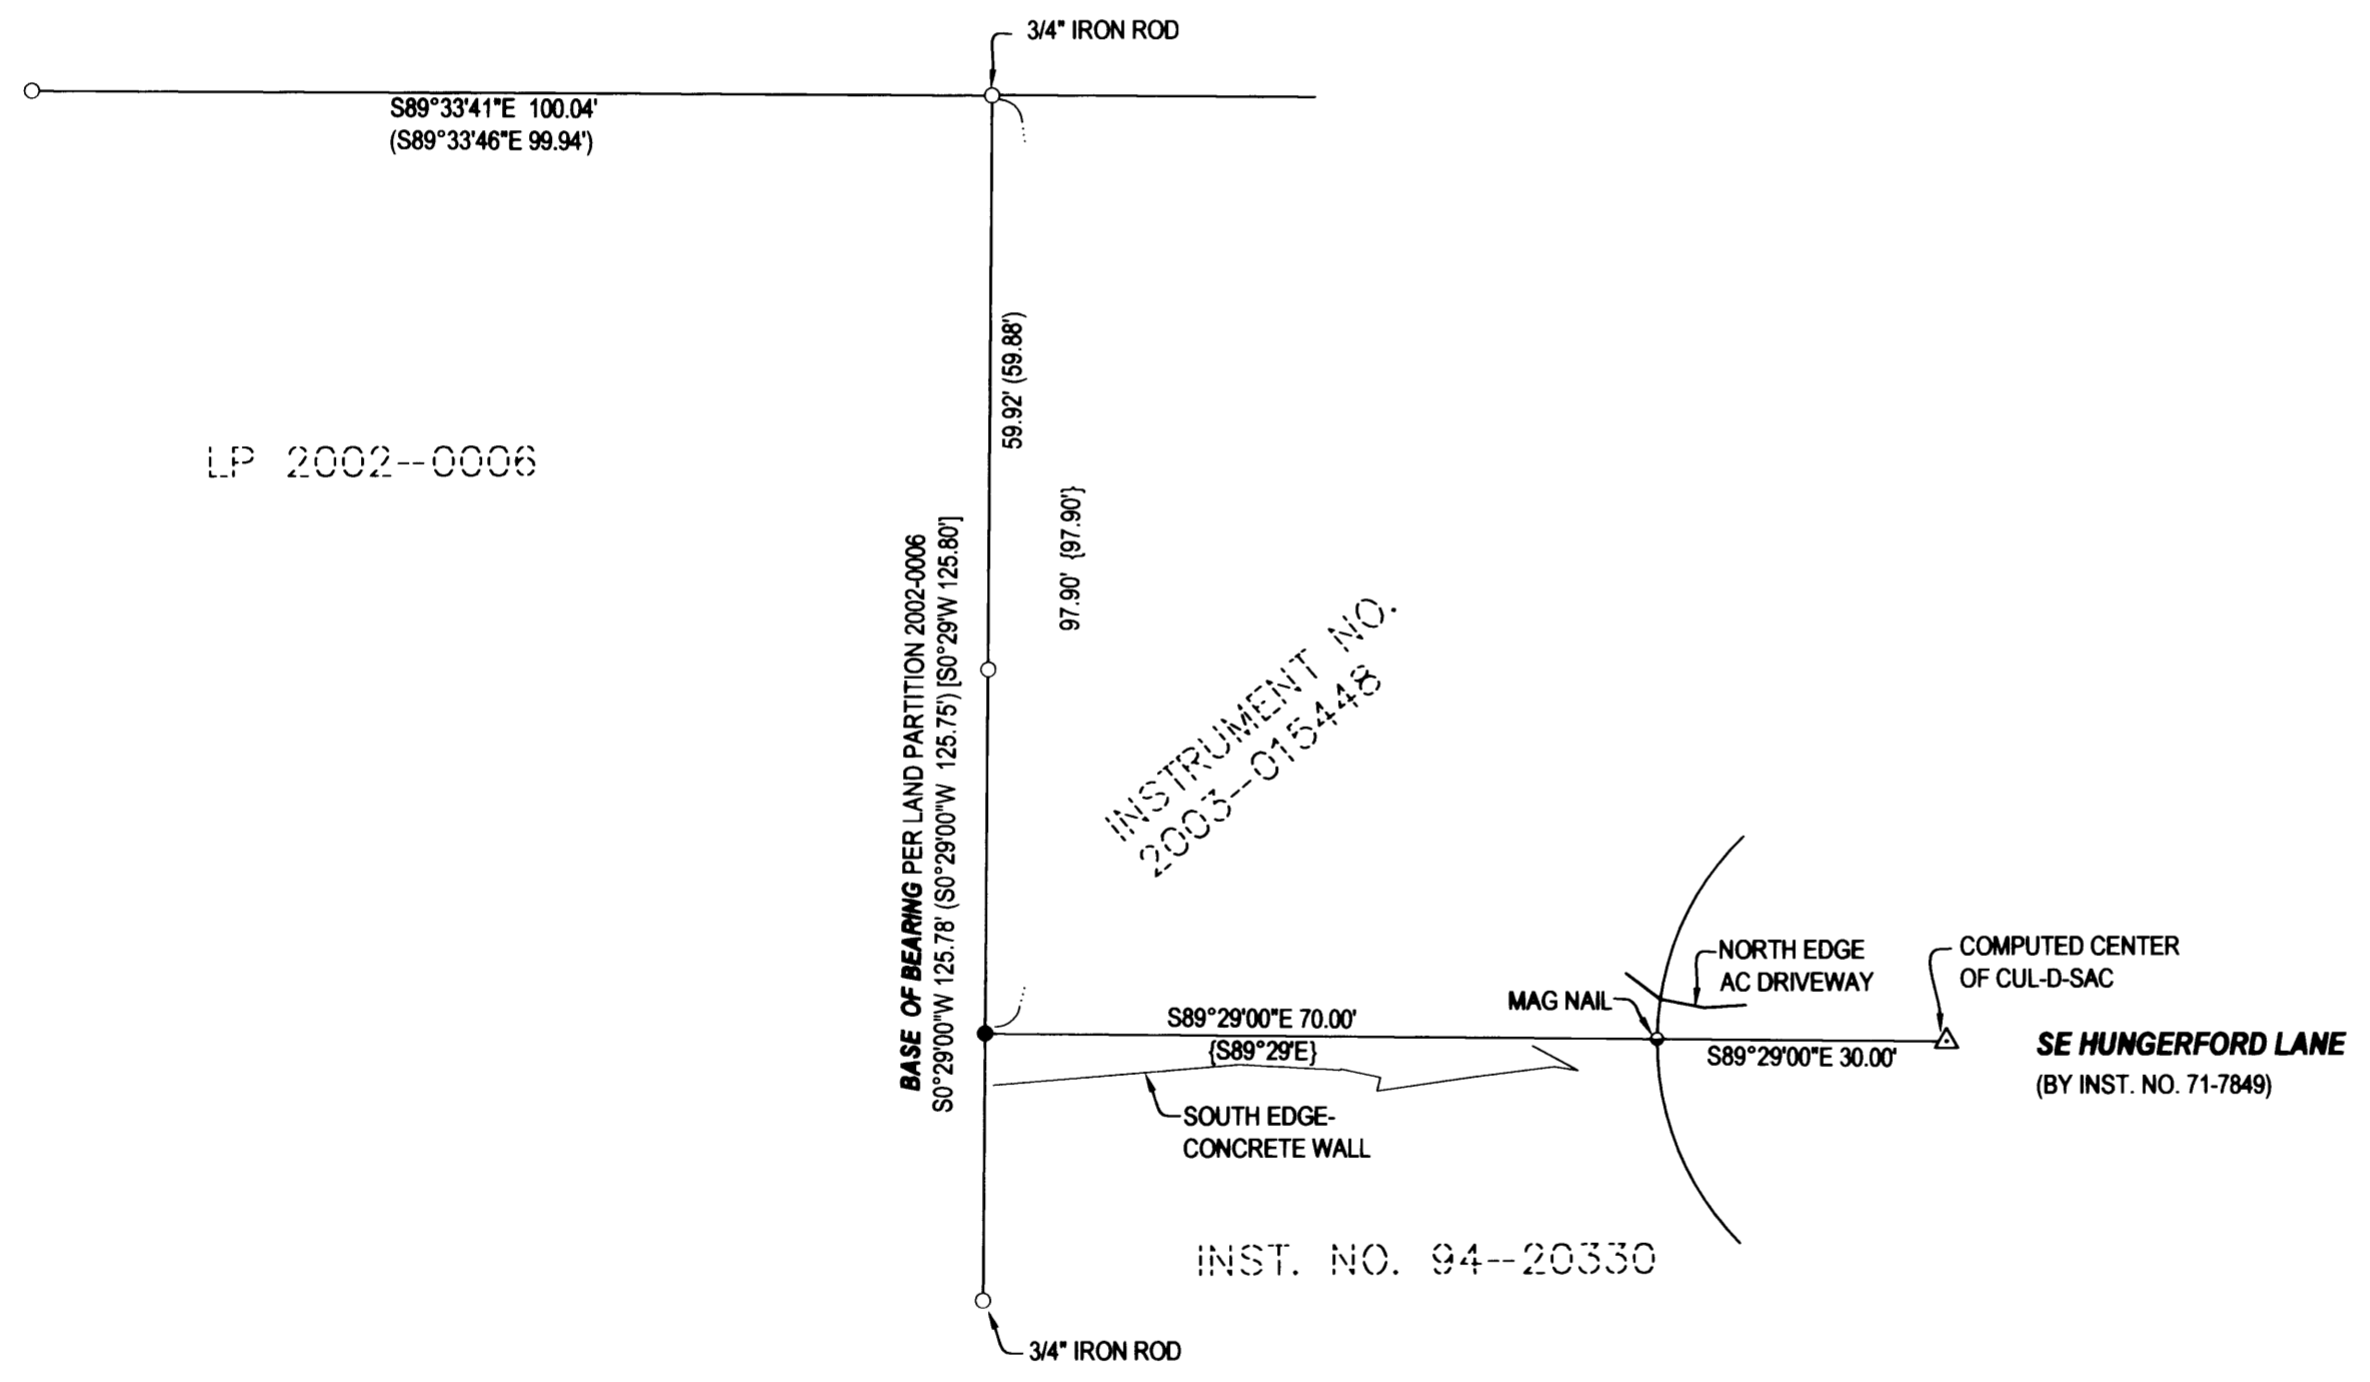 3/4" IRON ROD
S89°33'41"E 100.04'
(S89°33'46"E 99.94')
59.92' (59.88')
LP 2002--0006
97.90' {97.90'}
BASE OF BEARING PER LAND PARTITION 2002-0006
S0°29'00"W 125.78' (S0°29'00"W 125.75') [S0°29'W 125.80']
INSTRUMENT NO.
2003--015448
NORTH EDGE
AC DRIVEWAY
COMPUTED CENTER
OF CUL-D-SAC
MAG NAIL
S89°29'00"E 70.00'
{S89°29'E}
S89°29'00"E 30.00'
SE HUNGERFORD LANE
(BY INST. NO. 71-7849)
SOUTH EDGE-
CONCRETE WALL
INST. NO. 94--20330
3/4" IRON ROD